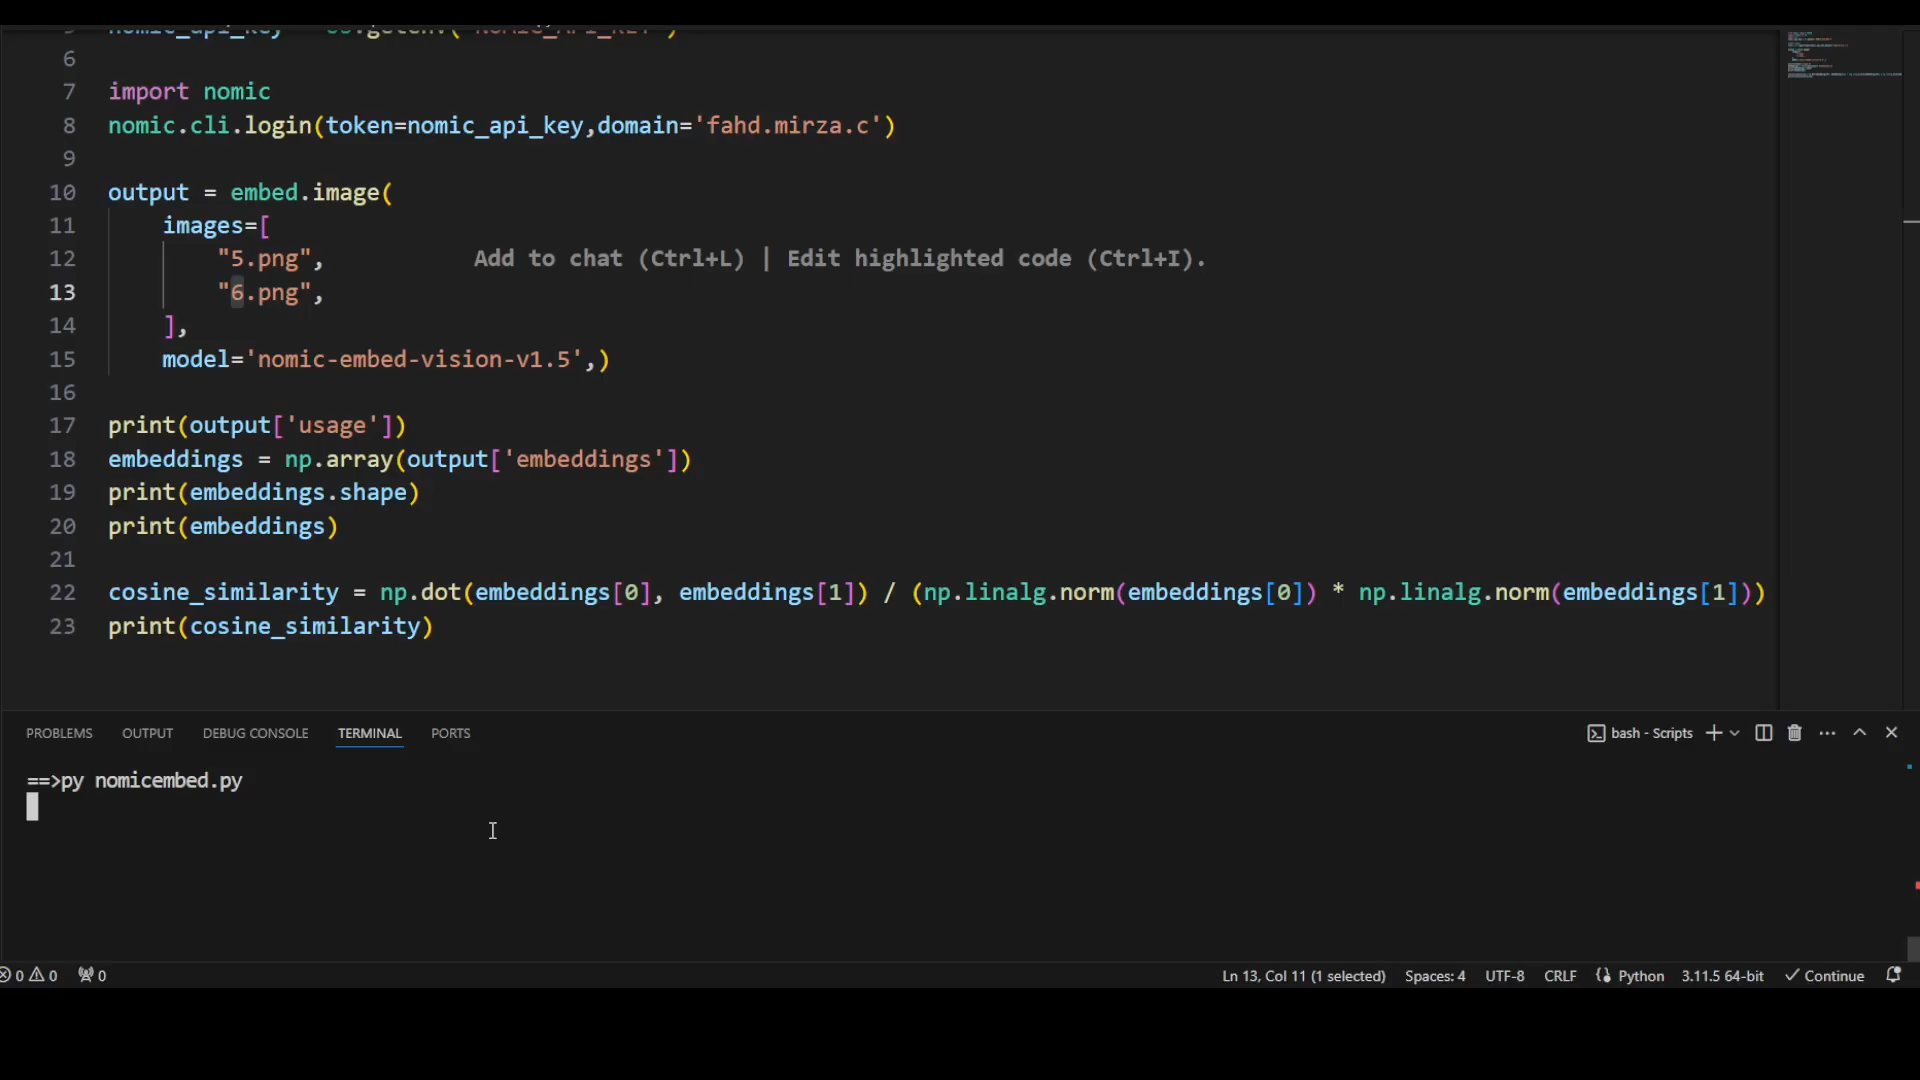 5 nomic_api_key = os.getenv('NOMIC_API_KEY')
6
7 import nomic
8 nomic.cli.login(token=nomic_api_key,domain='fahd.mirza.c')
9
10 output = embed.image(
11 images=[
12 "5.png", Add to chat (Ctrl+L) | Edit highlighted code (Ctrl+I).
13 "6.png",
14 ],
15 model='nomic-embed-vision-v1.5',)
16
17 print(output['usage'])
18 embeddings = np.array(output['embeddings'])
19 print(embeddings.shape)
20 print(embeddings)
21
22 cosine_similarity = np.dot(embeddings[0], embeddings[1]) / (np.linalg.norm(embeddings[0]) * np.linalg.norm(embeddings[1]))
23 print(cosine_similarity)
PROBLEMS OUTPUT DEBUG CONSOLE TERMINAL PORTS bash - Scripts
==>py nomicembed.py
0 0 0 Ln 13, Col 11 (1 selected) Spaces: 4 UTF-8 CRLF Python 3.11.5 64-bit Continue